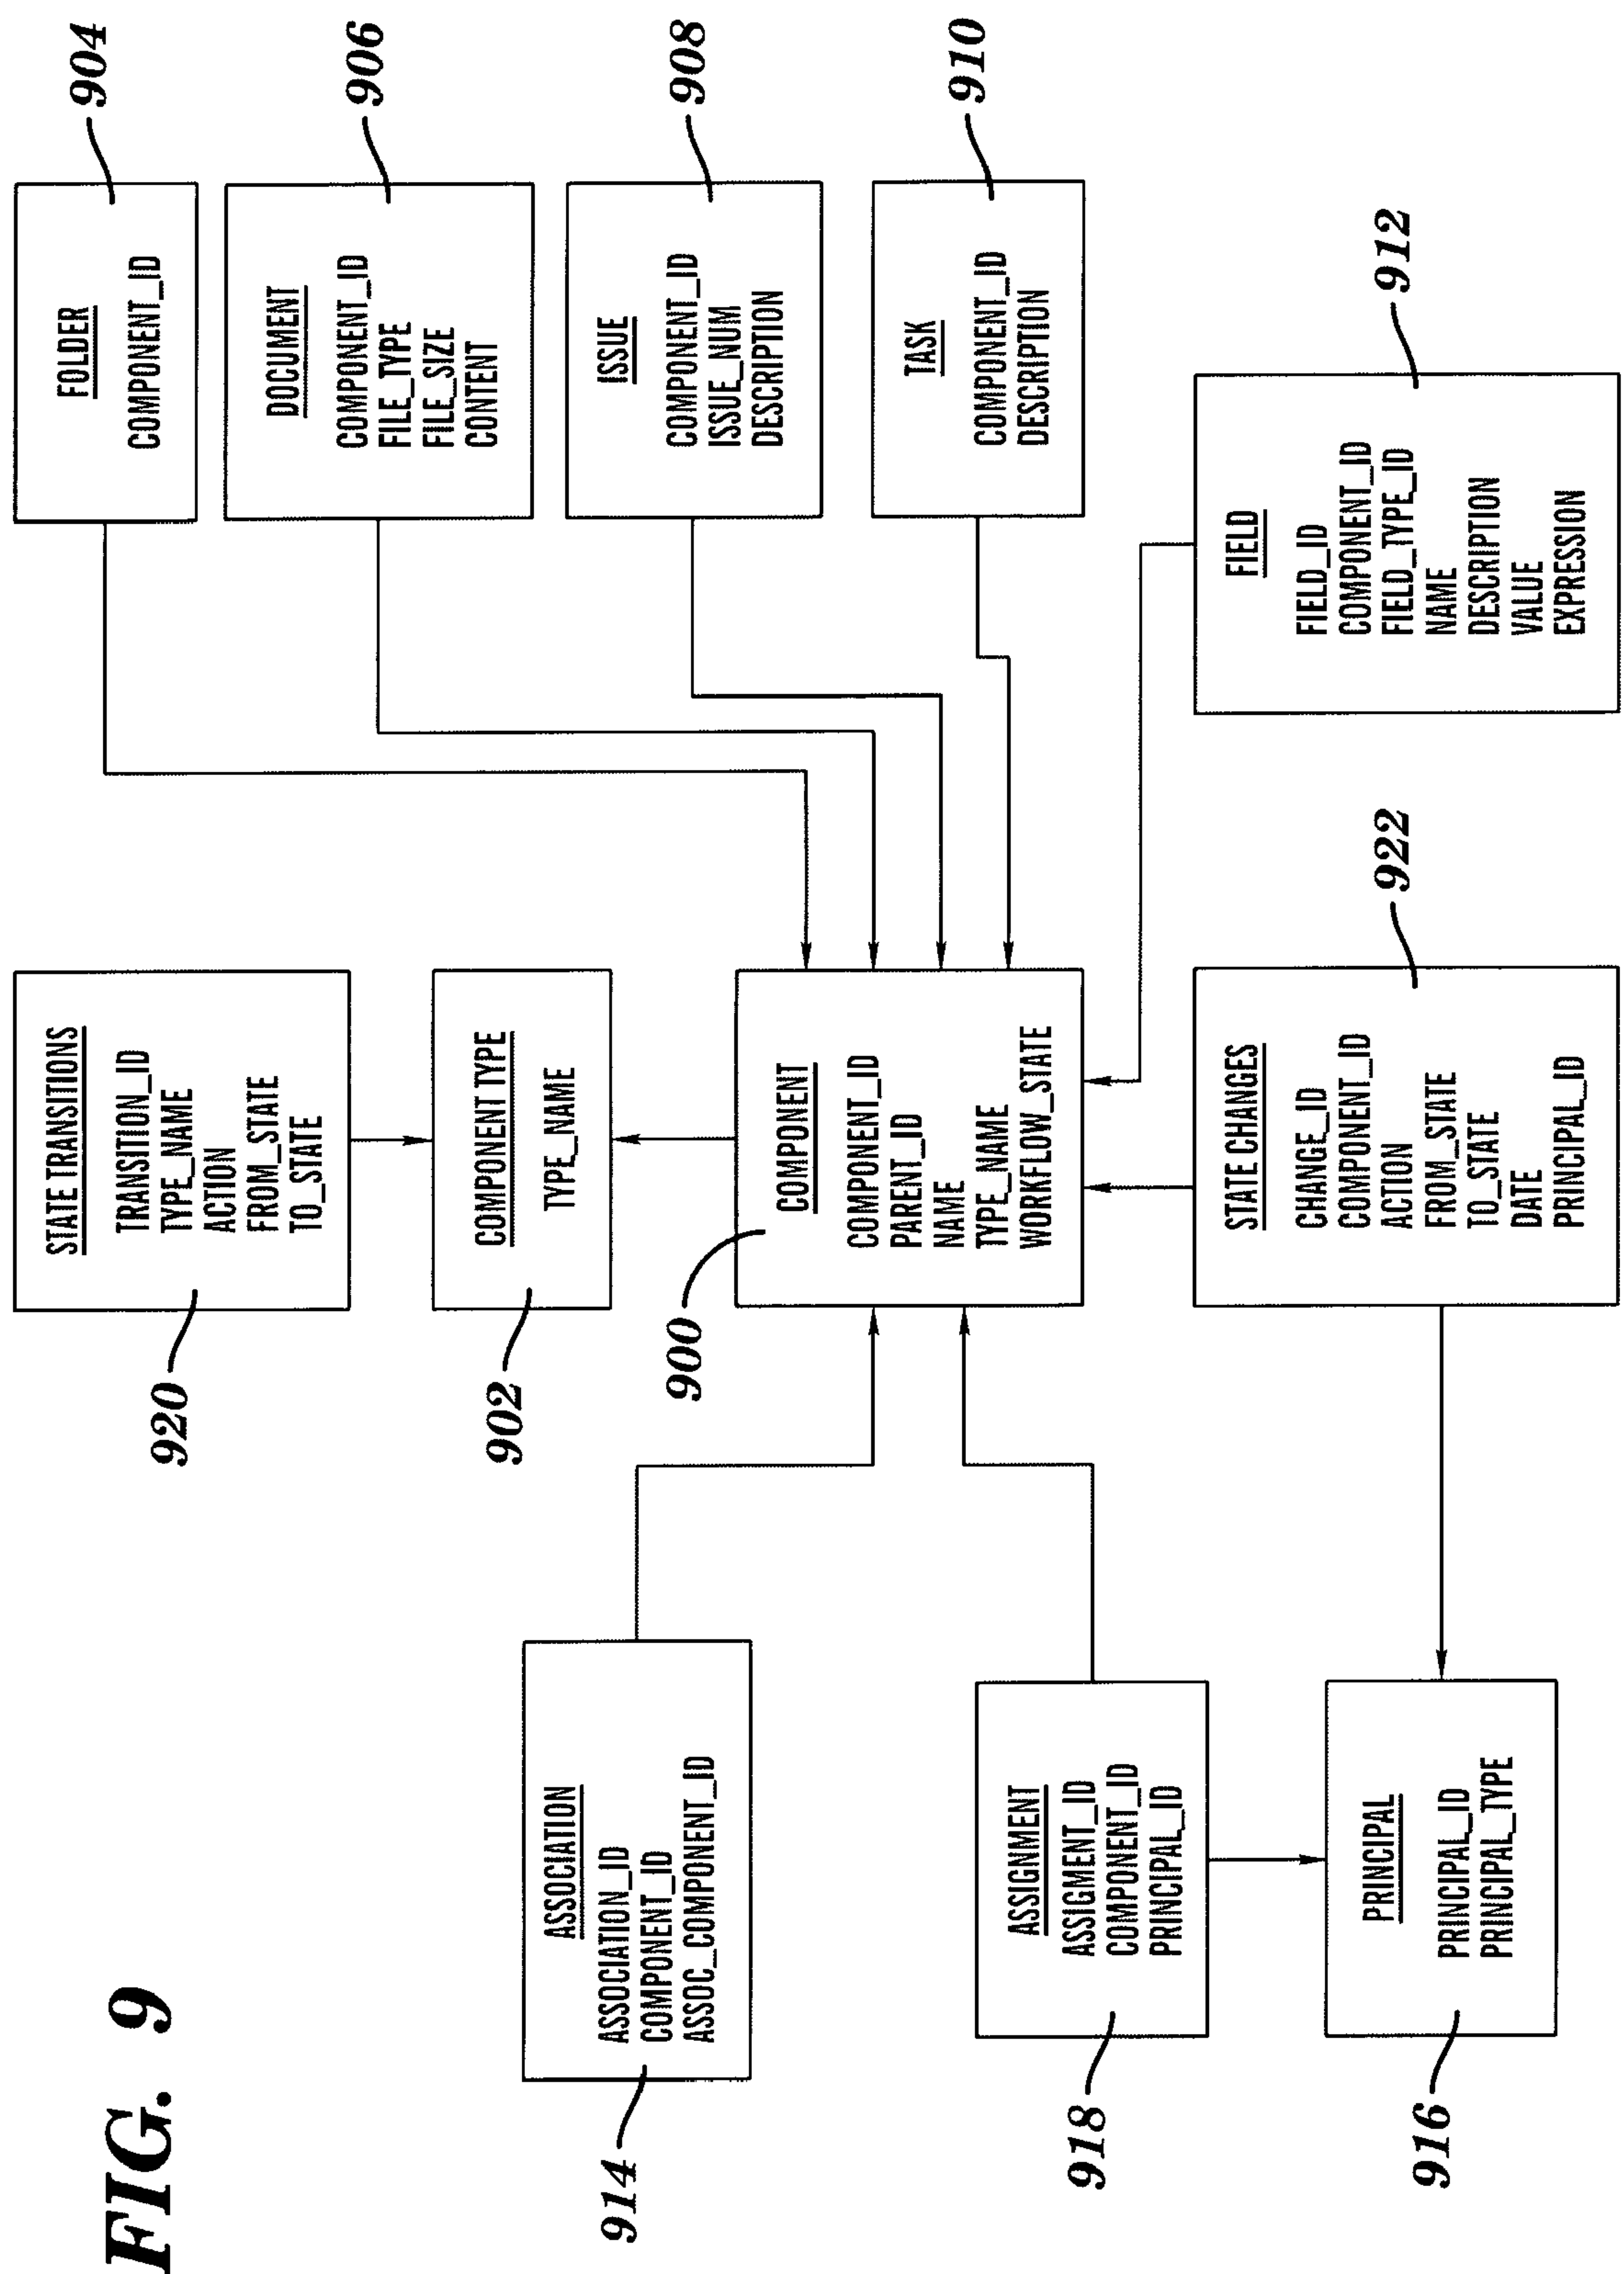 FIG. 9
STATE TRANSITIONS
TRANSITION_ID
TYPE_NAME
ACTION
FROM_STATE
TO_STATE
920
FOLDER
COMPONENT_ID
904
DOCUMENT
COMPONENT_ID
FILE_TYPE
FILE_SIZE
CONTENT
906
COMPONENT TYPE
TYPE_NAME
902
ASSOCIATION
ASSOCIATION_ID
COMPONENT_ID
ASSOC_COMPONENT_ID
914
ISSUE
COMPONENT_ID
ISSUE_NUM
DESCRIPTION
908
900
COMPONENT
COMPONENT_ID
PARENT_ID
NAME
TYPE_NAME
WORKFLOW_STATE
TASK
COMPONENT_ID
DESCRIPTION
910
ASSIGNMENT
ASSIGMENT_ID
COMPONENT_ID
PRINCIPAL_ID
918
PRINCIPAL
PRINCIPAL_ID
PRINCIPAL_TYPE
916
STATE CHANGES
CHANGE_ID
COMPONENT_ID
ACTION
FROM_STATE
TO_STATE
DATE
PRINCIPAL_ID
922
FIELD
FIELD_ID
COMPONENT_ID
FIELD_TYPE_ID
NAME
DESCRIPTION
VALUE
EXPRESSION
912